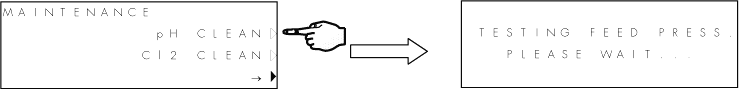 MAINTENANCE
pH CLEAN
Cl2 CLEAN
→
TESTING FEED PRESS.
PLEASE WAIT...